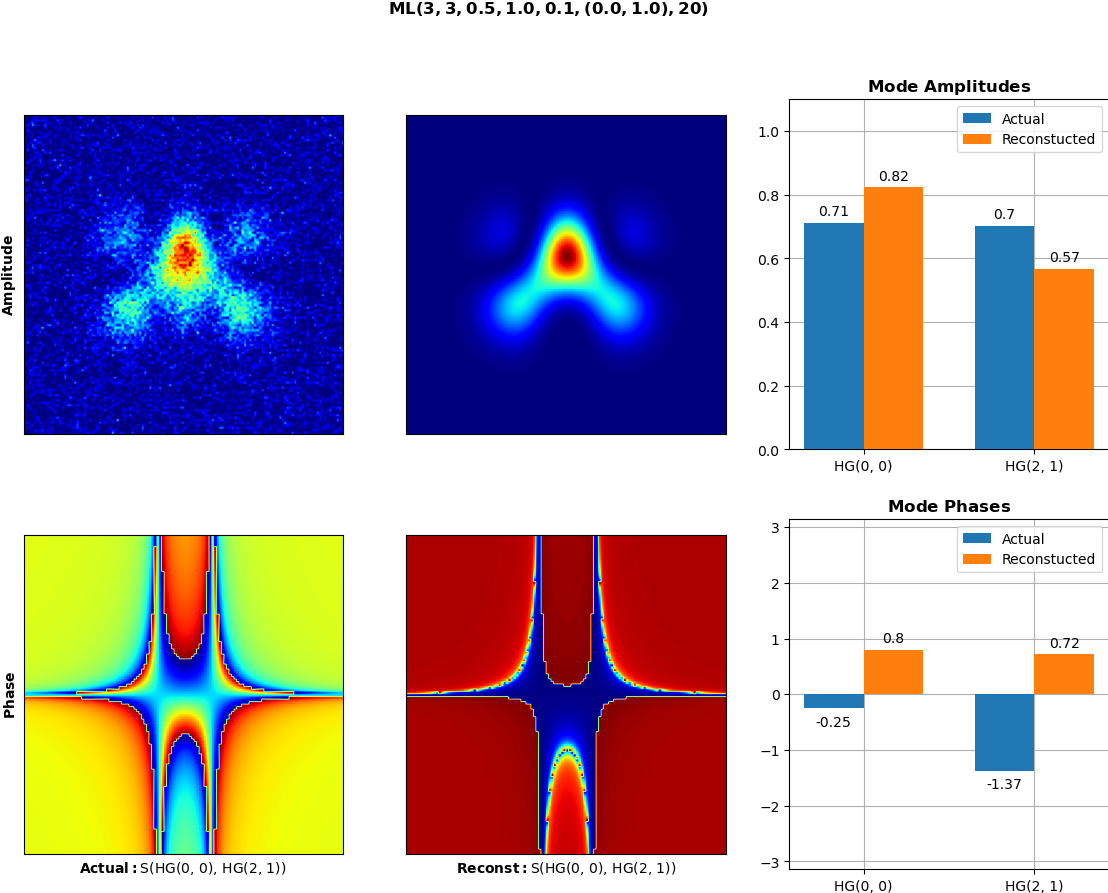 ML(3, 3, 0.5, 1.0, 0.1, (0.0, 1.0), 20)
Amplitude
Mode Amplitudes
Actual
Reconstucted
1.0
0.8
0.6
0.4
0.2
0.0
0.71
0.82
0.7
0.57
HG(0, 0)
HG(2, 1)
Phase
Actual: S(HG(0, 0), HG(2, 1))
Reconst: S(HG(0, 0), HG(2, 1))
Mode Phases
Actual
Reconstucted
3
2
1
0
−1
−2
−3
-0.25
0.8
-1.37
0.72
HG(0, 0)
HG(2, 1)